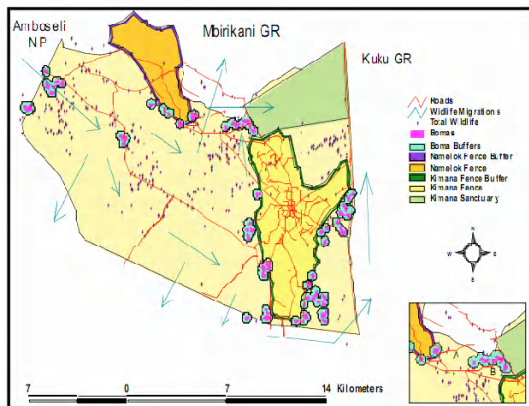 Amboseli
NP
Mbirikani GR
Kuku GR
Roads
Wildlife Migrations
Total Wildlife
Bomas
Boma Buffers
Namelok Fence Buffer
Namelok Fence
Kimana Fence Buffer
Kimana Fence
Kimana Sanctuary
N
W
E
S
A
B
7 0 7 14 Kilometers